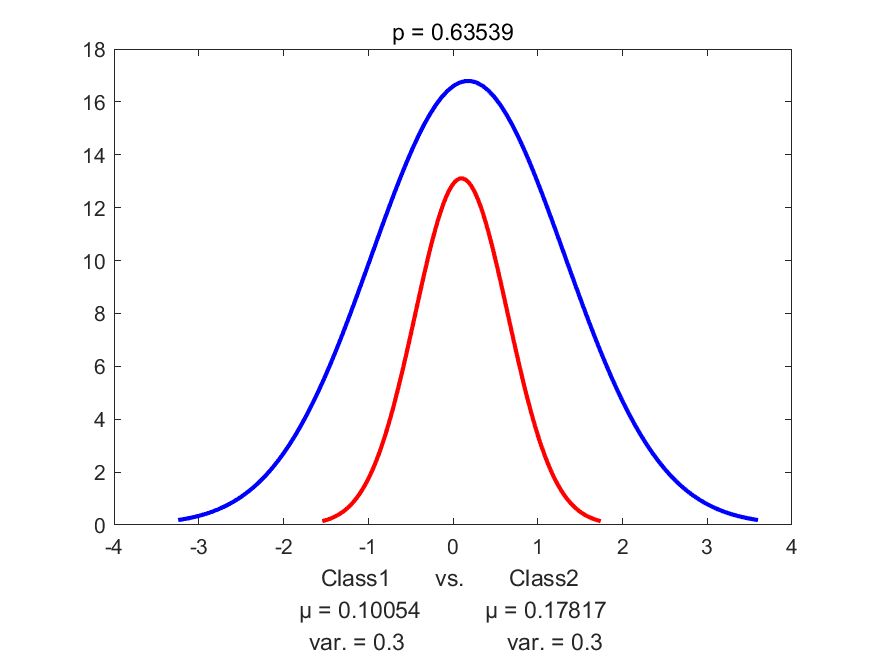 p = 0.63539
18
16
14
12
10
8
6
4
2
0
-4 -3 -2 -1 0 1 2 3 4
Class1 vs. Class2
μ = 0.10054 μ = 0.17817
var. = 0.3 var. = 0.3